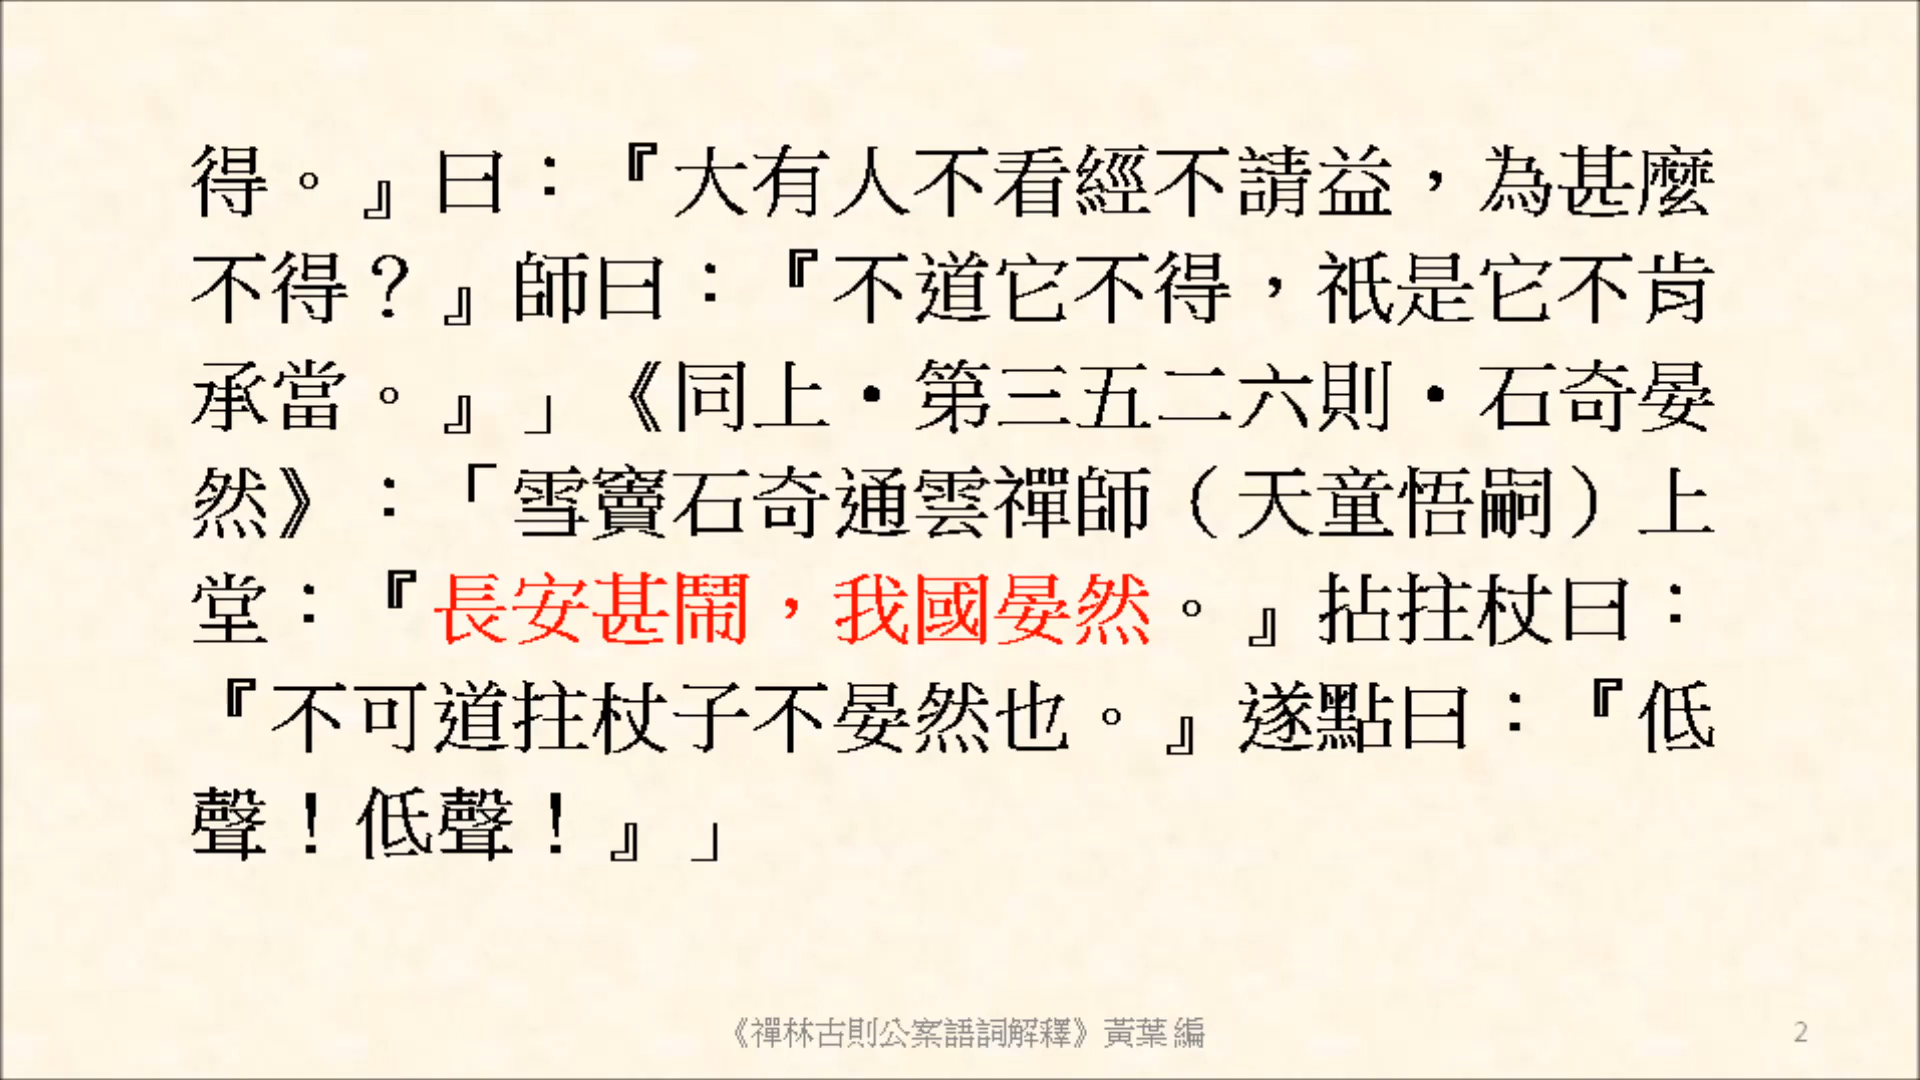 得。』曰：『大有人不看經不請益，為甚麼
不得？』師曰：『不道它不得，祇是它不肯
承當。』」《同上·第三五二六則·石奇晏
然》：「雪竇石奇通雲禪師（天童悟嗣）上
堂：『長安甚鬧，我國晏然。』拈拄杖曰：
『不可道拄杖子不晏然也。』遂點曰：『低
聲！低聲！』」
《禪林古則公案語詞解釋》黃葉 編
2